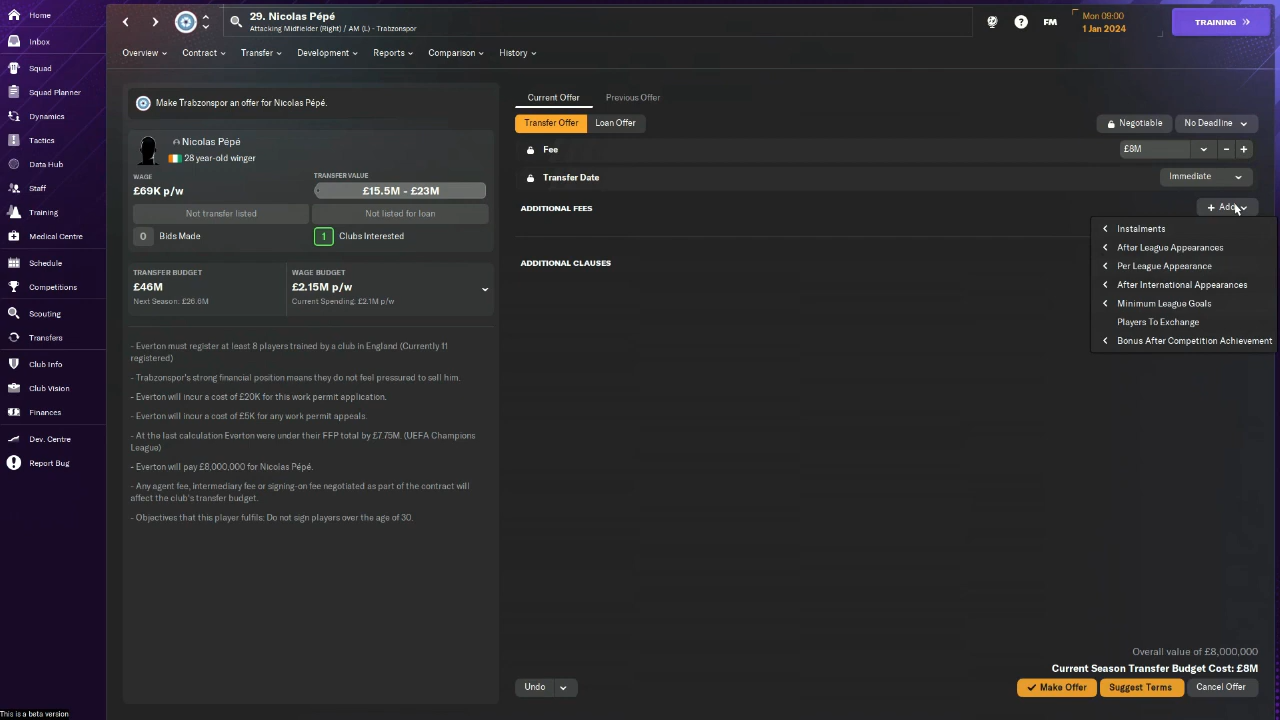 Home
Inbox
Squad
Squad Planner
Dynamics
Tactics
Data Hub
Staff
Training
Medical Centre
Schedule
Competitions
Scouting
Transfers
Club Info
Club Vision
Finances
Dev. Centre
Report Bug
This is a beta version
29. Nicolas Pépé
Attacking Midfielder (Right) / AM (L) - Trabzonspor
FM
Mon 09:00
1 Jan 2024
TRAINING
Overview
Contract
Transfer
Development
Reports
Comparison
History
Make Trabzonspor an offer for Nicolas Pépé.
Nicolas Pépé
28 year-old winger
WAGE
£69K p/w
TRANSFER VALUE
£15.5M - £23M
Not transfer listed
Not listed for loan
0 Bids Made
1 Clubs Interested
TRANSFER BUDGET
£46M
Next Season: £26.6M
WAGE BUDGET
£2.15M p/w
Current Spending: £2.1M p/w
- Everton must register at least 8 players trained by a club in England (Currently 11
registered)
- Trabzonspor's strong financial position means they do not feel pressured to sell him.
- Everton will incur a cost of £20K for this work permit application.
- Everton will incur a cost of £5K for any work permit appeals.
- At the last calculation Everton were under their FFP total by £7.75M. (UEFA Champions
League)
- Everton will pay £8,000,000 for Nicolas Pépé.
- Any agent fee, intermediary fee or signing-on fee negotiated as part of the contract will
affect the club's transfer budget.
- Objectives that this player fulfils: Do not sign players over the age of 30.
Current Offer
Previous Offer
Transfer Offer
Loan Offer
Negotiable
No Deadline
Fee
£8M
- +
Transfer Date
Immediate
ADDITIONAL FEES
+ Add
Instalments
After League Appearances
Per League Appearance
After International Appearances
Minimum League Goals
Players To Exchange
Bonus After Competition Achievement
ADDITIONAL CLAUSES
Overall value of £8,000,000
Current Season Transfer Budget Cost: £8M
Undo
Make Offer
Suggest Terms
Cancel Offer